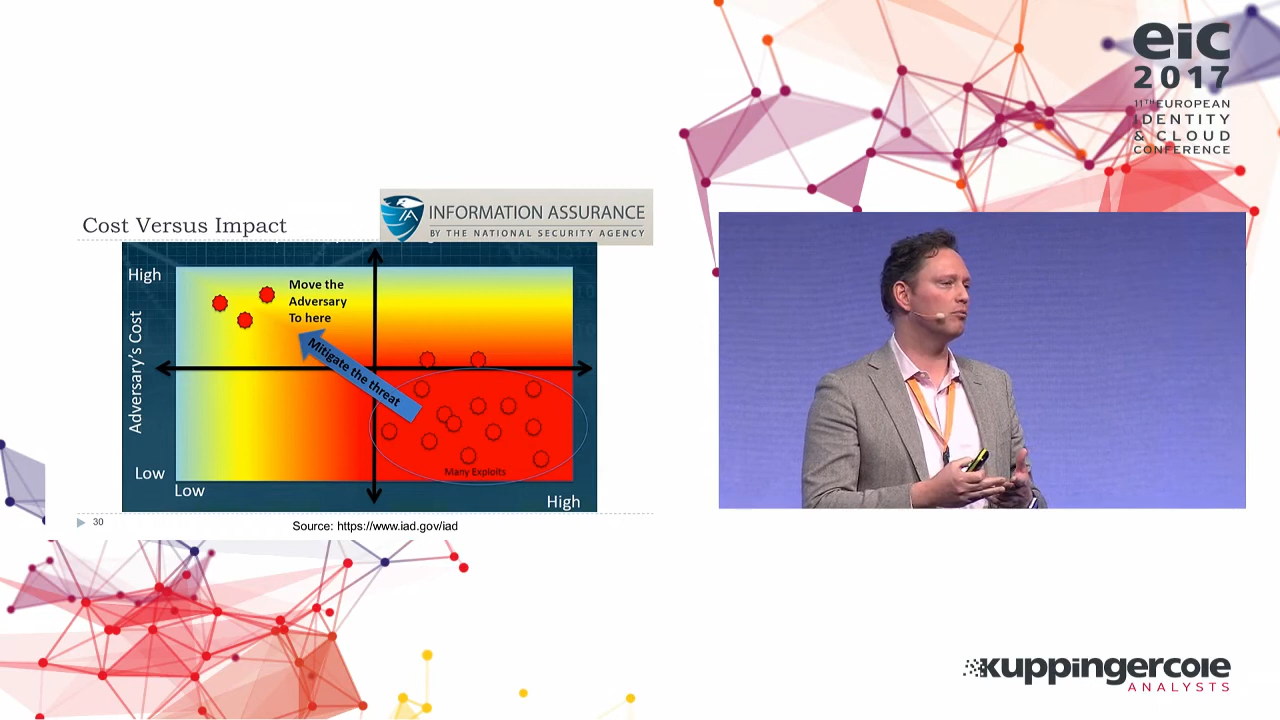 eic
2017
11TH EUROPEAN
IDENTITY
& CLOUD
CONFERENCE
Cost Versus Impact
IA
INFORMATION ASSURANCE
BY THE NATIONAL SECURITY AGENCY
High
Move the
Adversary
To here
Adversary's Cost
Mitigate the threat
Many Exploits
Low
Low
High
30
Source: https://www.iad.gov/iad
kuppingercole
ANALYSTS